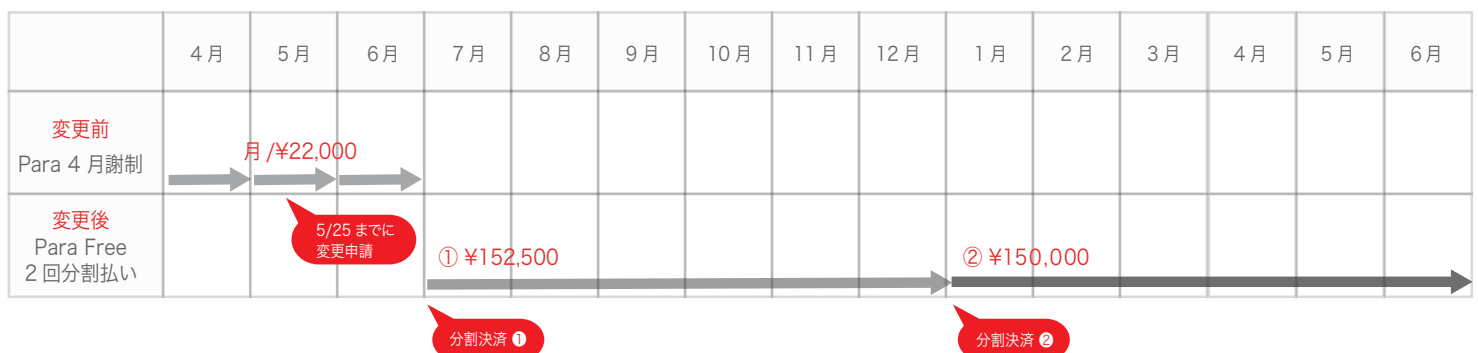 4月 5月 6月 7月 8月 9月 10月 11月 12月 1月 2月 3月 4月 5月 6月
変更前
Para 4 月謝制
月/¥22,000
変更後
Para Free
2回分割払い
5/25 までに
変更申請
① ¥152,500
② ¥150,000
分割決済 ❶
分割決済 ❷